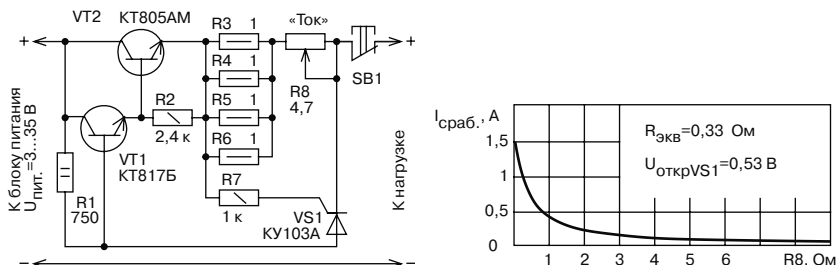 VT2 КТ805АМ
R3 1
«Ток»
+
+
R4 1
R8
4,7
SB1
R2
2,4 к
R5 1
VT1
КТ817Б
R6 1
R7
1 к
R1
750
VS1
КУ103А
К блоку питания
Uпит.=3...35 В
К нагрузке
–
–
Iсраб., А
1,5
1
0,5
0
Rэкв=0,33 Ом
UоткрVS1=0,53 В
1 2 3 4 5 6 R8, Ом